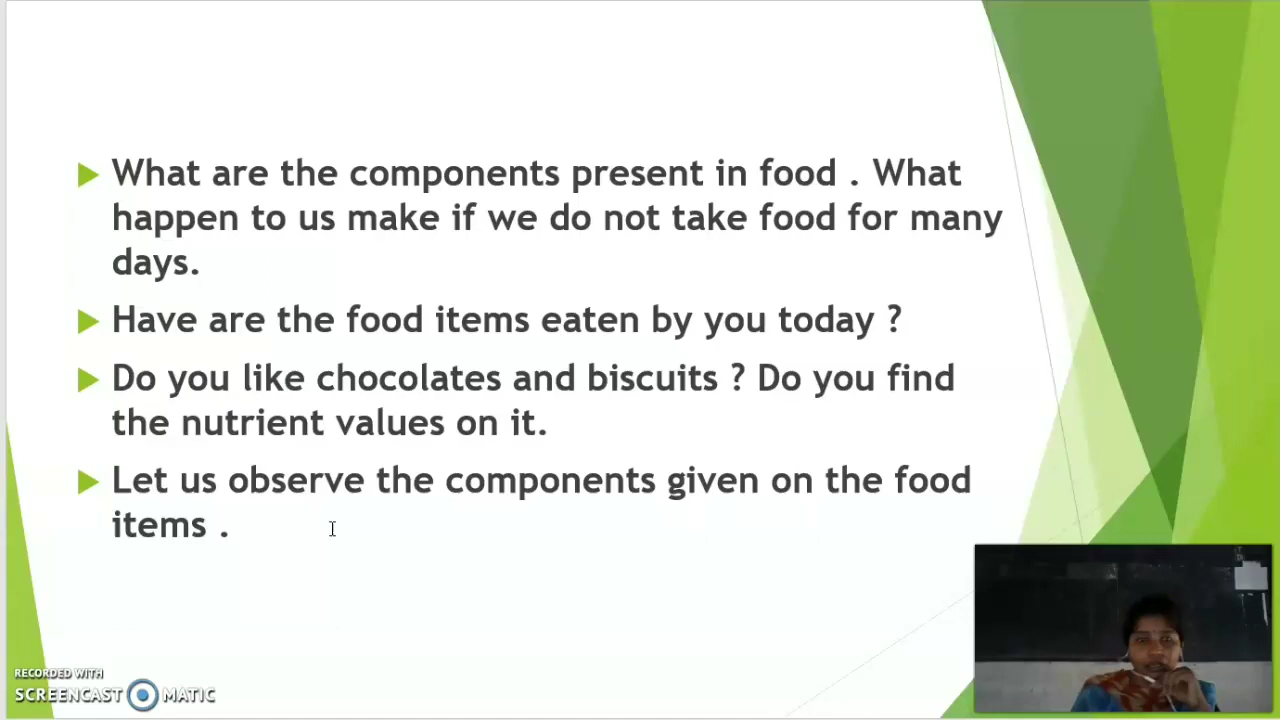 What are the components present in food . What
happen to us make if we do not take food for many
days.
Have are the food items eaten by you today ?
Do you like chocolates and biscuits ? Do you find
the nutrient values on it.
Let us observe the components given on the food
items .
RECORDED WITH
SCREENCAST MATIC